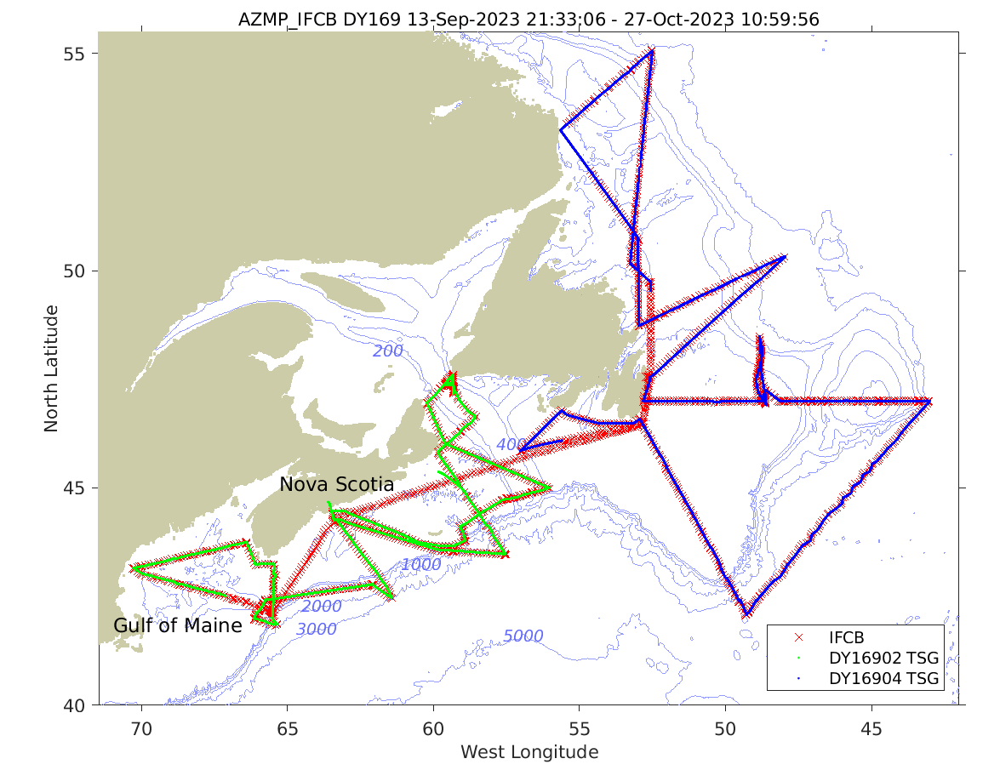 AZMP_IFCB DY169 13-Sep-2023 21:33:06 - 27-Oct-2023 10:59:56
55
50
200
North Latitude
400
Nova Scotia
45
1000
2000
Gulf of Maine
3000
5000
IFCB
DY16902 TSG
DY16904 TSG
40
70
65
60
55
50
45
West Longitude